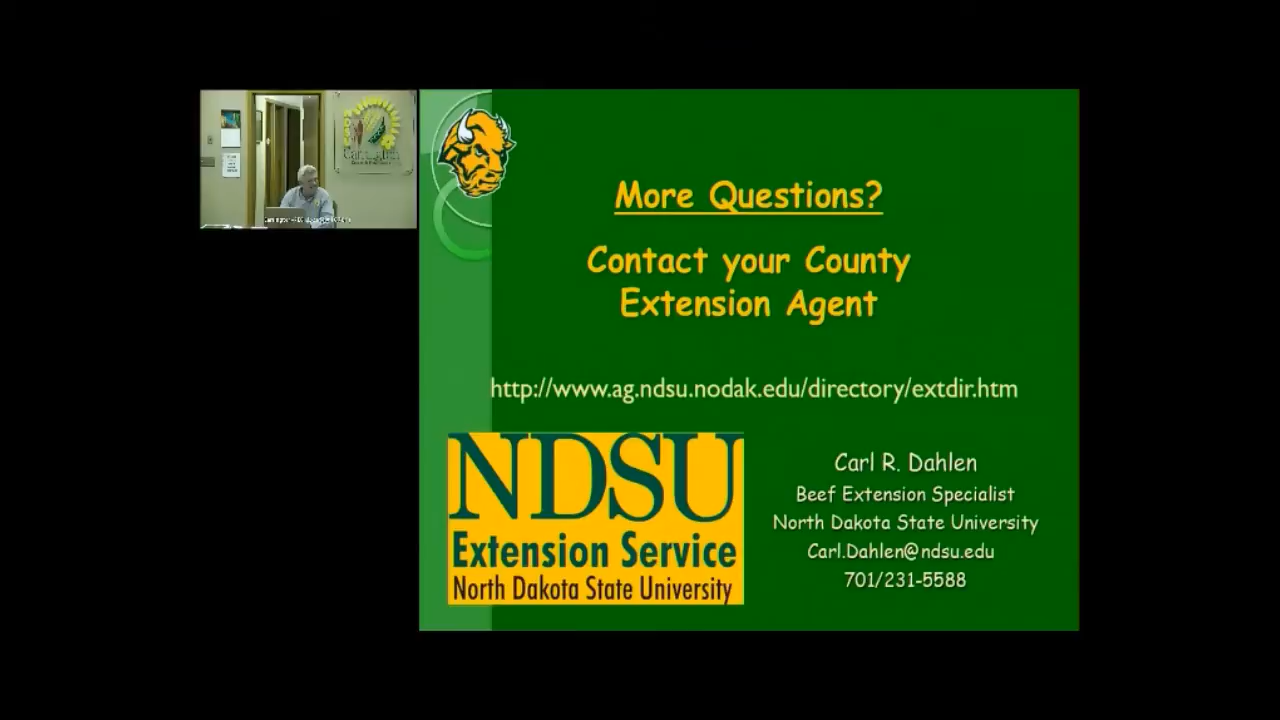 More Questions?
Contact your County
Extension Agent
http://www.ag.ndsu.nodak.edu/directory/extdir.htm
NDSU
Extension Service
North Dakota State University
Carl R. Dahlen
Beef Extension Specialist
North Dakota State University
Carl.Dahlen@ndsu.edu
701/231-5588